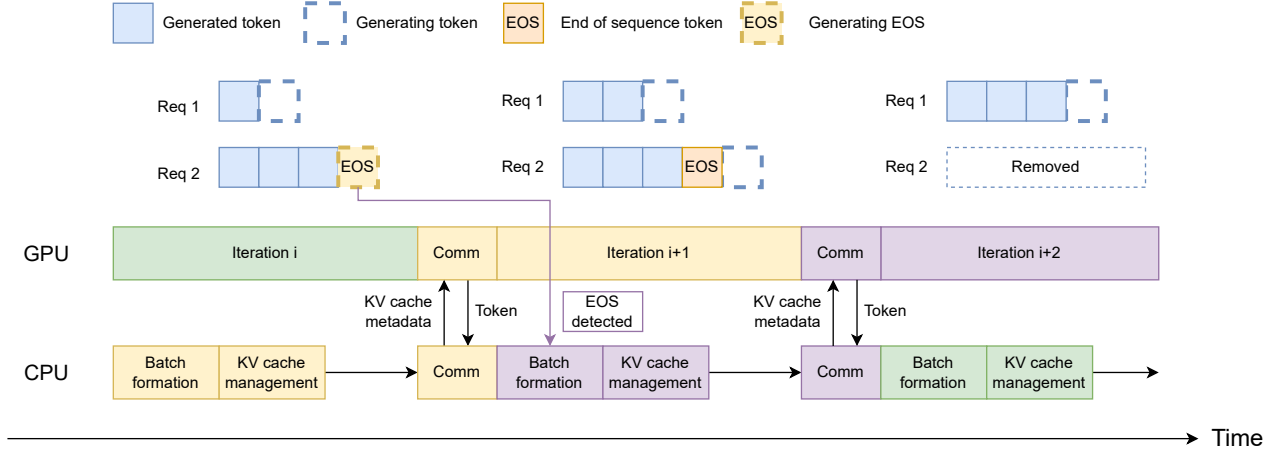 Generated token
Generating token
EOS
End of sequence token
EOS
Generating EOS
Req 1
Req 1
Req 1
Req 2
EOS
Req 2
EOS
Req 2
Removed
GPU
Iteration i
Comm
Iteration i+1
Comm
Iteration i+2
KV cache
metadata
Token
EOS
detected
KV cache
metadata
Token
CPU
Batch
formation
KV cache
management
Comm
Batch
formation
KV cache
management
Comm
Batch
formation
KV cache
management
Time